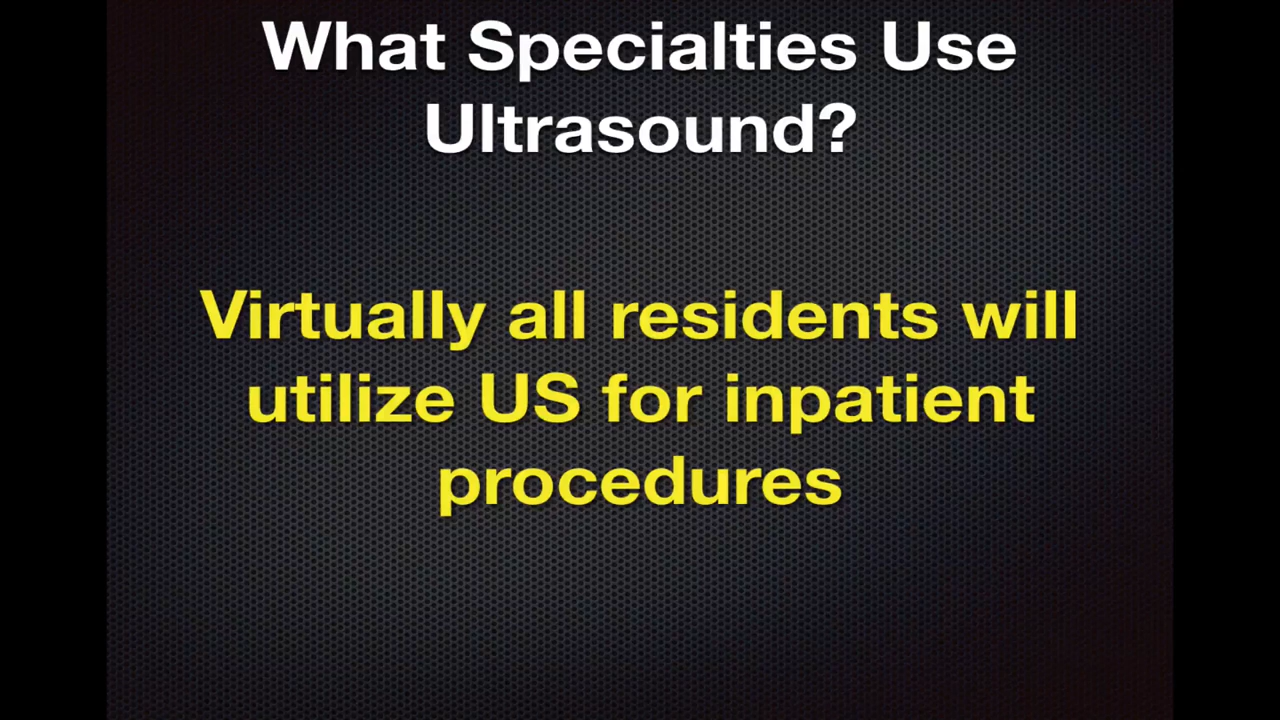 What Specialties Use
Ultrasound?
Virtually all residents will
utilize US for inpatient
procedures